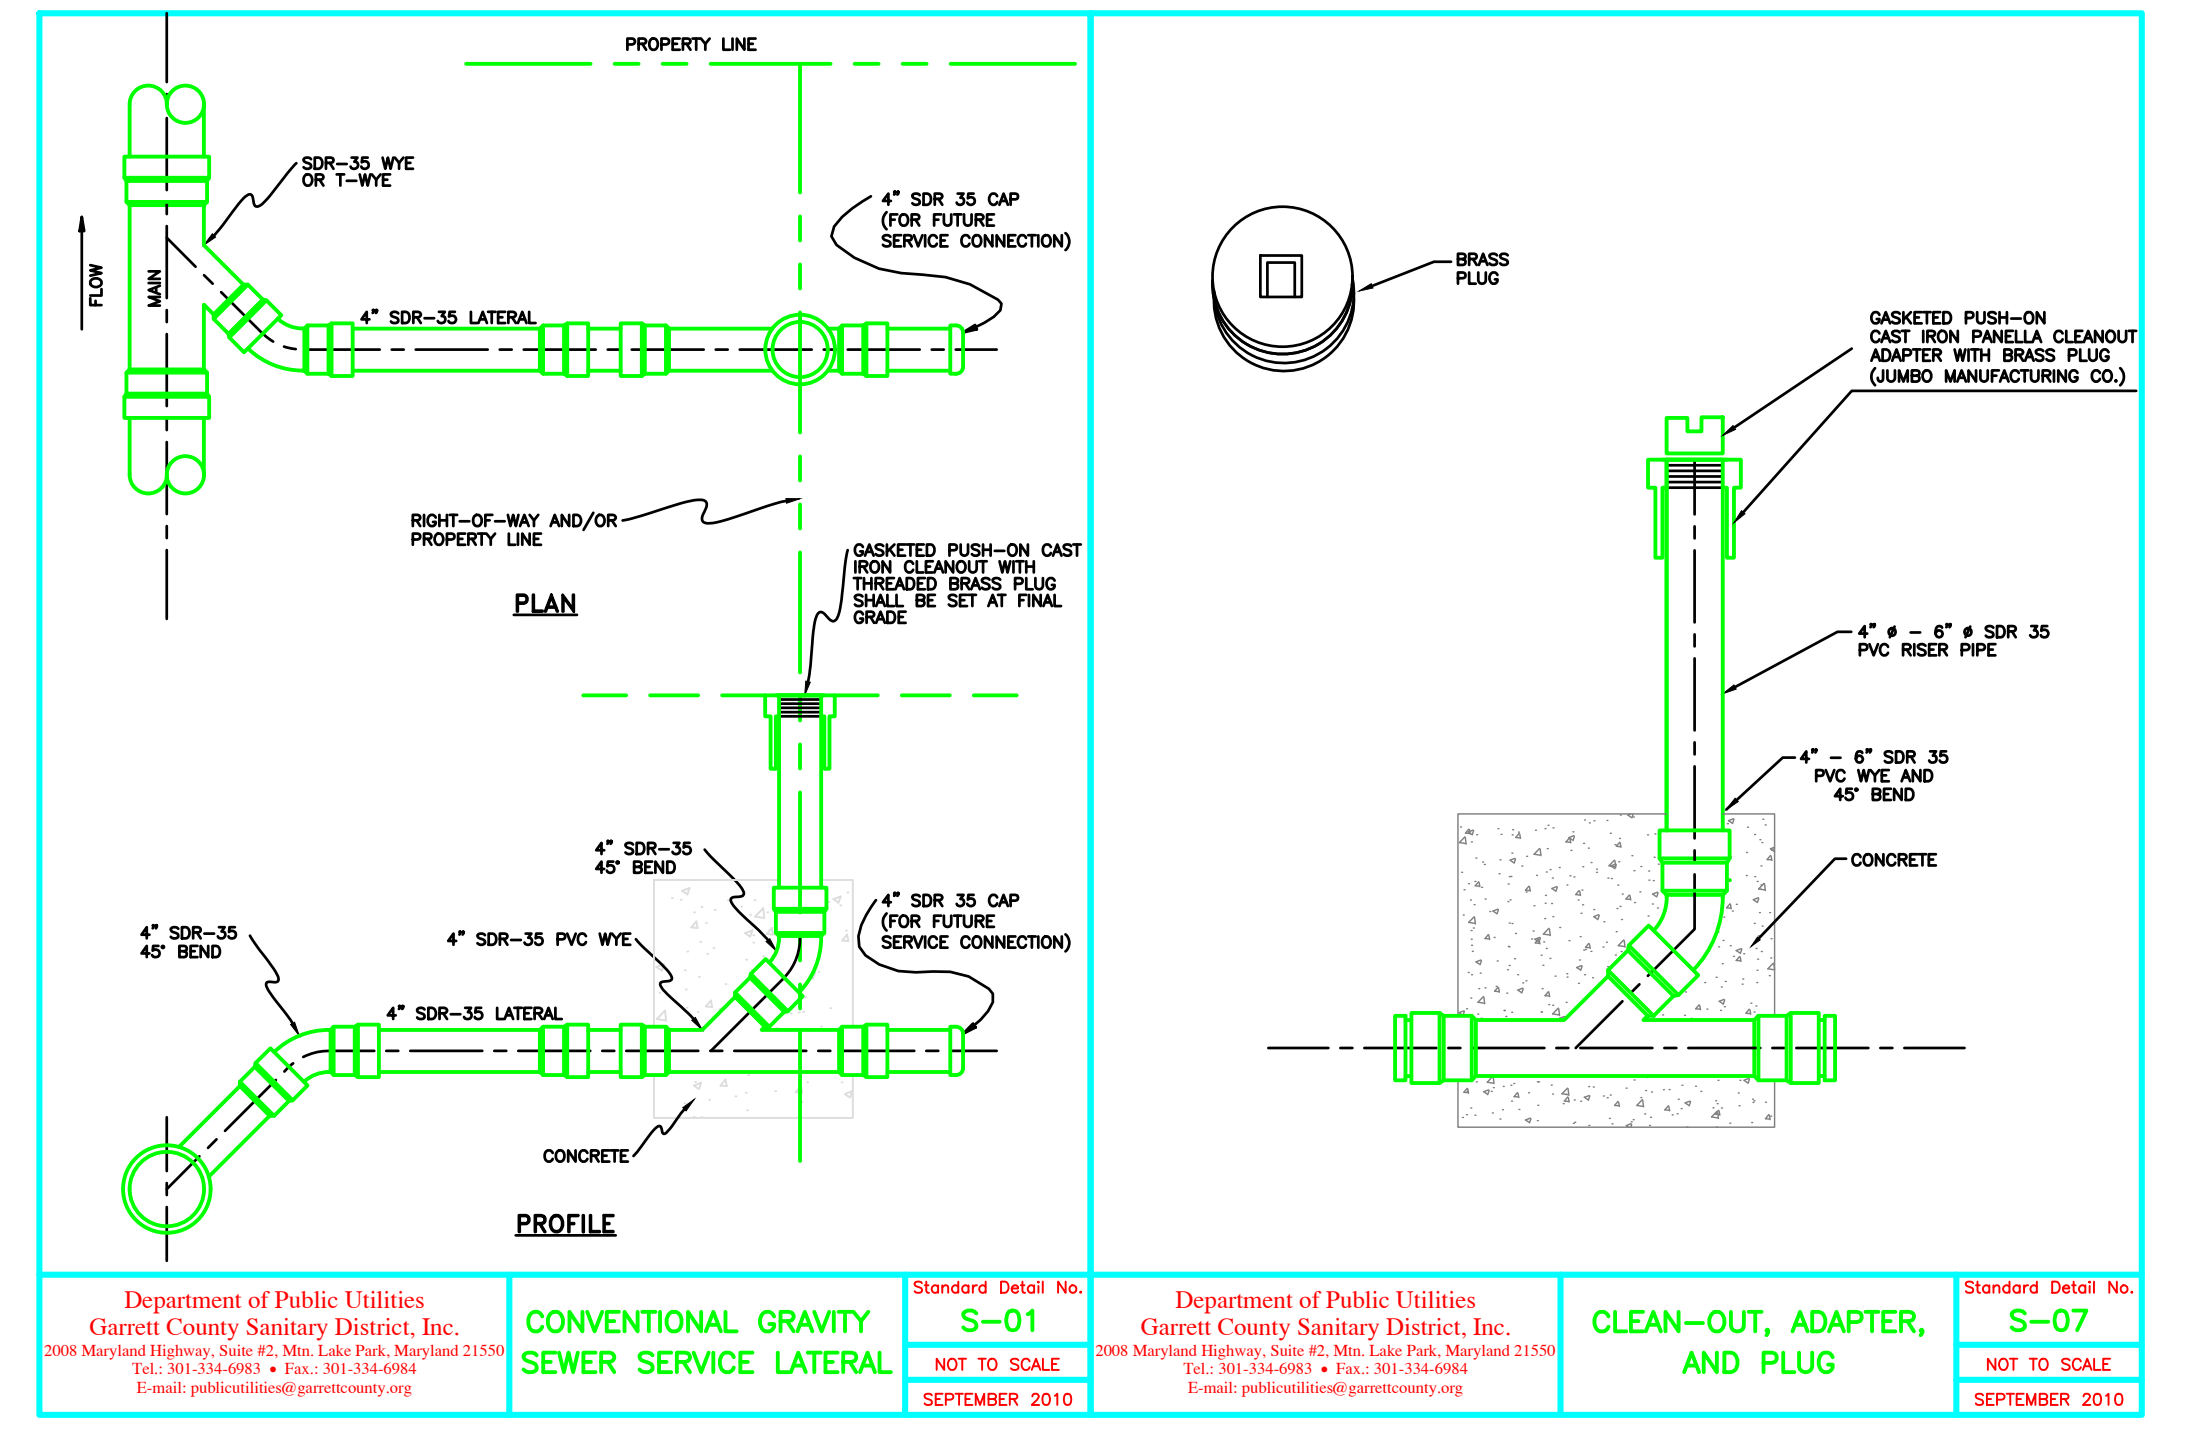 PROPERTY LINE
SDR-35 WYE
OR T-WYE
4" SDR 35 CAP
(FOR FUTURE
SERVICE CONNECTION)
FLOW
MAIN
4" SDR-35 LATERAL
RIGHT-OF-WAY AND/OR
PROPERTY LINE
GASKETED PUSH-ON CAST
IRON CLEANOUT WITH
THREADED BRASS PLUG
SHALL BE SET AT FINAL
GRADE
PLAN
4" SDR-35
45° BEND
4" SDR 35 CAP
(FOR FUTURE
SERVICE CONNECTION)
4" SDR-35
45° BEND
4" SDR-35 PVC WYE
4" SDR-35 LATERAL
CONCRETE
PROFILE
Department of Public Utilities
Garrett County Sanitary District, Inc.
2008 Maryland Highway, Suite #2, Mtn. Lake Park, Maryland 21550
Tel.: 301-334-6983 • Fax.: 301-334-6984
E-mail: publicutilities@garrettcounty.org
CONVENTIONAL GRAVITY
SEWER SERVICE LATERAL
Standard Detail No.
S-01
NOT TO SCALE
SEPTEMBER 2010
BRASS
PLUG
GASKETED PUSH-ON
CAST IRON PANELLA CLEANOUT
ADAPTER WITH BRASS PLUG
(JUMBO MANUFACTURING CO.)
4" ø - 6" ø SDR 35
PVC RISER PIPE
4" - 6" SDR 35
PVC WYE AND
45° BEND
CONCRETE
Department of Public Utilities
Garrett County Sanitary District, Inc.
2008 Maryland Highway, Suite #2, Mtn. Lake Park, Maryland 21550
Tel.: 301-334-6983 • Fax.: 301-334-6984
E-mail: publicutilities@garrettcounty.org
CLEAN-OUT, ADAPTER,
AND PLUG
Standard Detail No.
S-07
NOT TO SCALE
SEPTEMBER 2010